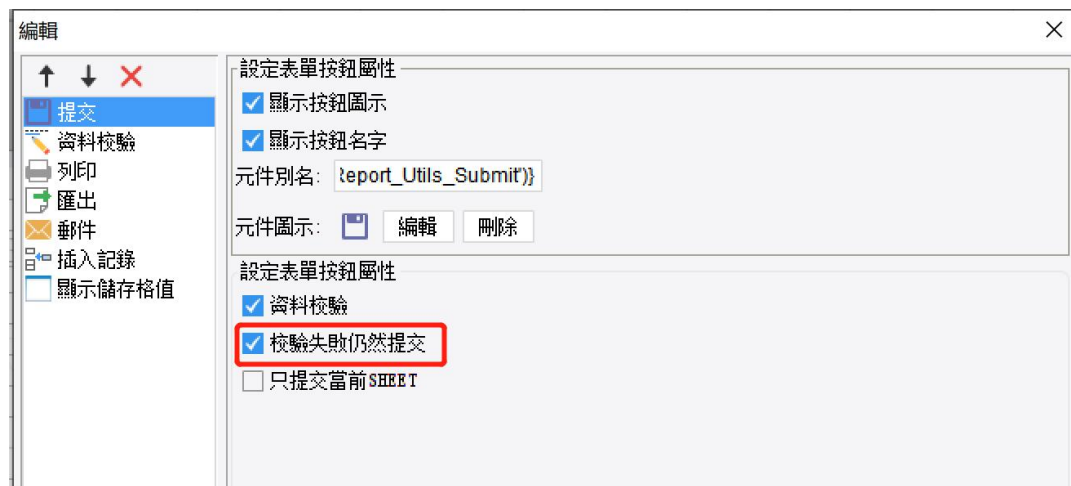 編輯
提交
資料校驗
列印
匯出
郵件
插入記錄
顯示儲存格值
設定表單按鈕屬性
顯示按鈕圖示
顯示按鈕名字
元件別名: Report_Utils_Submit')}
元件圖示: 編輯 刪除
設定表單按鈕屬性
資料校驗
校驗失敗仍然提交
只提交當前SHEET